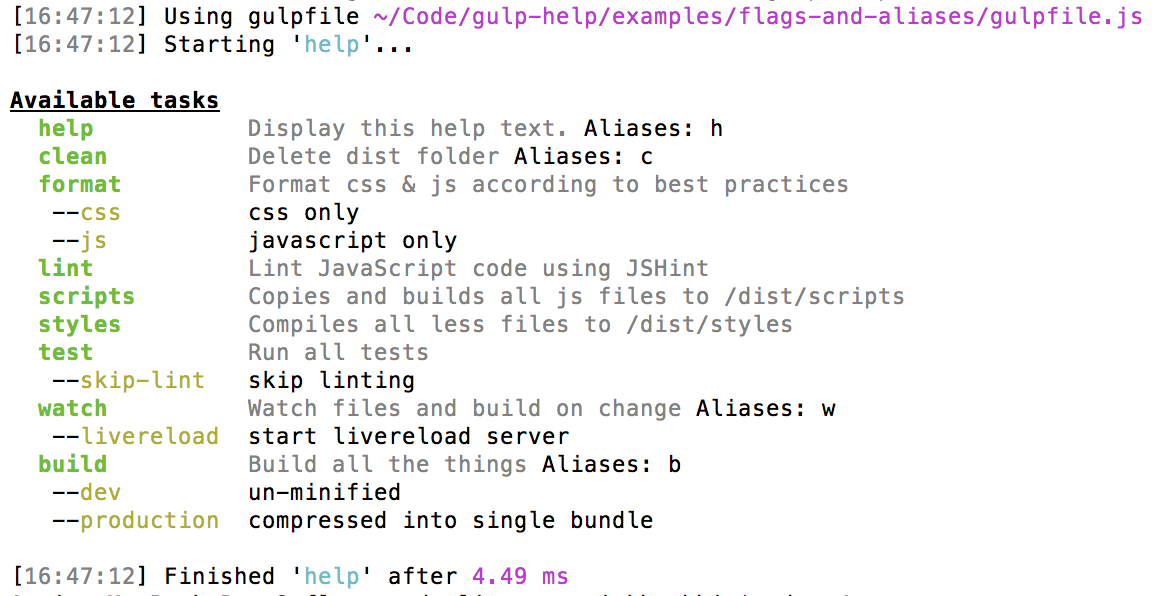 [16:47:12] Using gulpfile ~/Code/gulp-help/examples/flags-and-aliases/gulpfile.js
[16:47:12] Starting 'help'...
Available tasks
help Display this help text. Aliases: h
clean Delete dist folder Aliases: c
format Format css & js according to best practices
--css css only
--js javascript only
lint Lint JavaScript code using JSHint
scripts Copies and builds all js files to /dist/scripts
styles Compiles all less files to /dist/styles
test Run all tests
--skip-lint skip linting
watch Watch files and build on change Aliases: w
--livereload start livereload server
build Build all the things Aliases: b
--dev un-minified
--production compressed into single bundle
[16:47:12] Finished 'help' after 4.49 ms